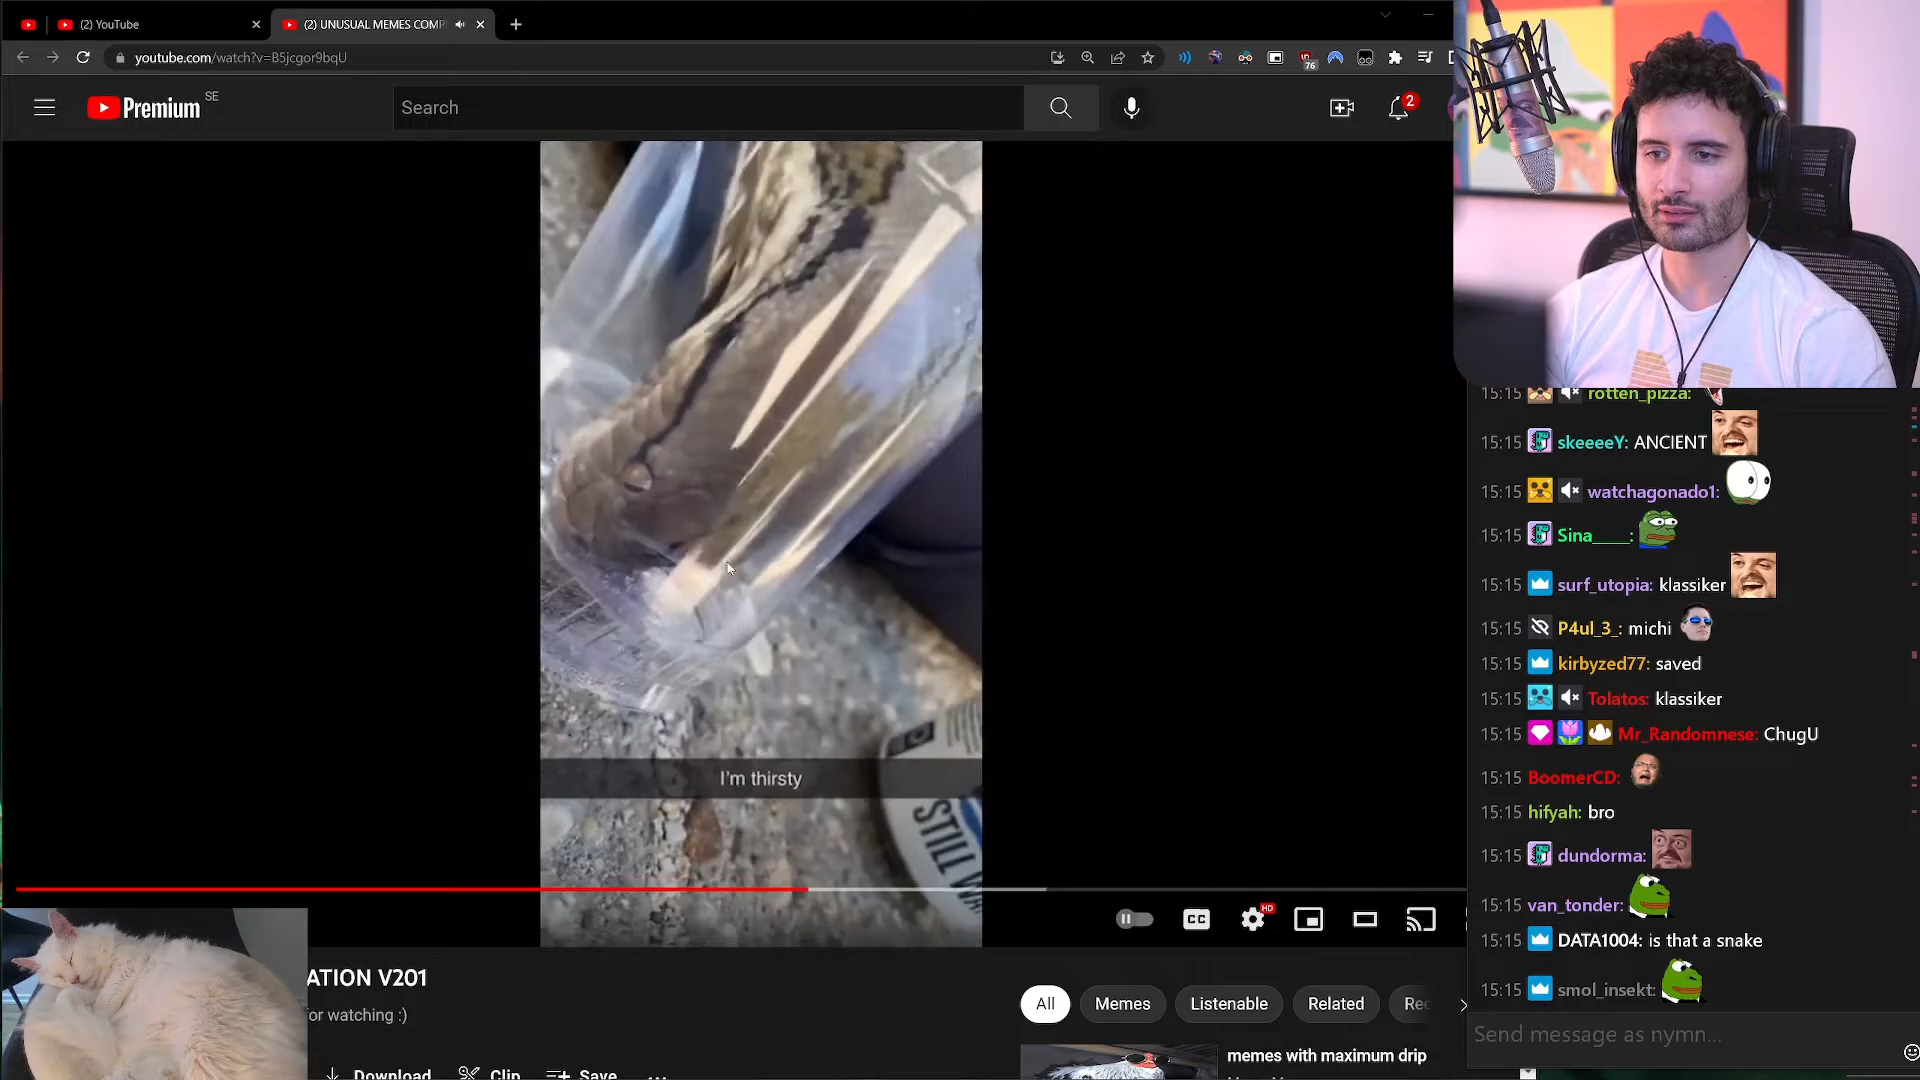 (2) YouTube
(2) UNUSUAL MEMES COMP
youtube.com/watch?v=B5jcgor9bqU
76
Premium SE
Search
2
I'm thirsty
STILL WA
CC
HD
ATION V201
or watching :)
Download
Clip
Save
All
Memes
Listenable
Related
Rec
memes with maximum drip
15:15 rotten_pizza:
15:15 skeeeeY: ANCIENT
15:15 watchagonado1:
15:15 Sina____:
15:15 surf_utopia: klassiker
15:15 P4ul_3_: michi
15:15 kirbyzed77: saved
15:15 Tolatos: klassiker
15:15 Mr_Randomnese: ChugU
15:15 BoomerCD:
15:15 hifyah: bro
15:15 dundorma:
15:15 van_tonder:
15:15 DATA1004: is that a snake
15:15 smol_insekt:
Send message as nymn...